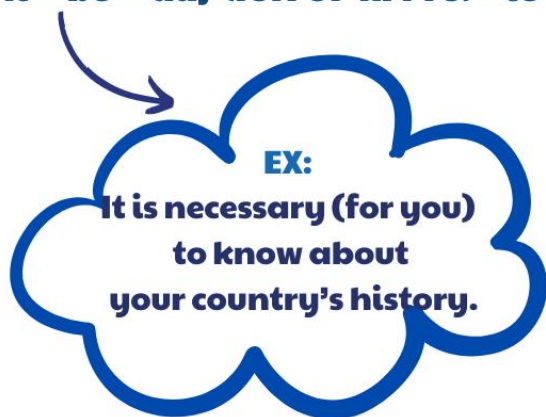 EX:
It is necessary (for you)
to know about
your country's history.